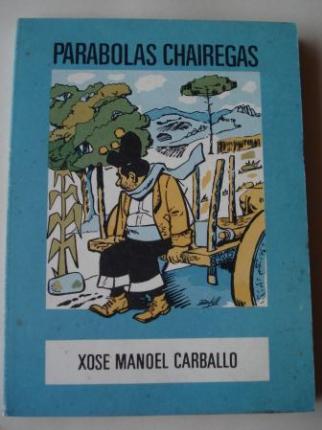 PARABOLAS CHAIREGAS
XOSE MANOEL CARBALLO